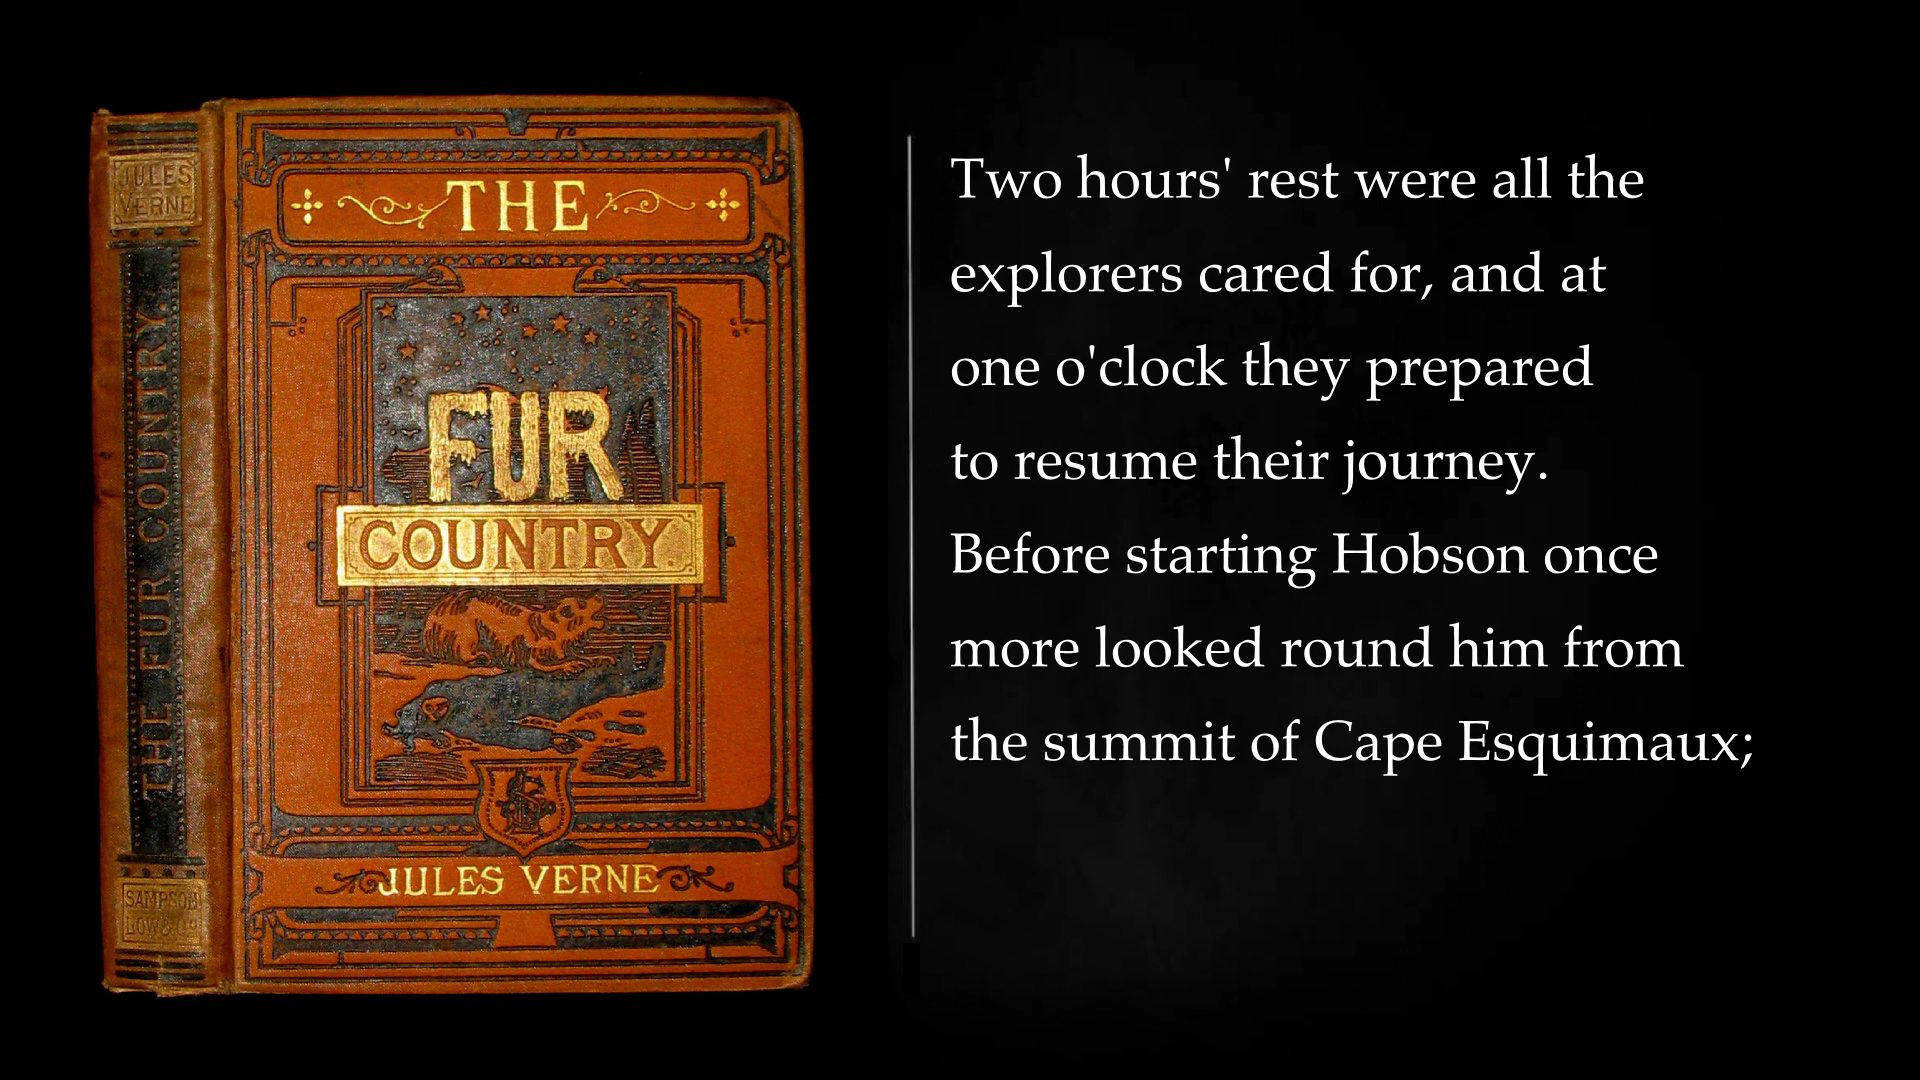 JULES
VERNE
THE FUR COUNTRY.
SAMPSON
LOW & Co
THE
FUR
COUNTRY.
JULES VERNE
Two hours' rest were all the
explorers cared for, and at
one o'clock they prepared
to resume their journey.
Before starting Hobson once
more looked round him from
the summit of Cape Esquimaux;